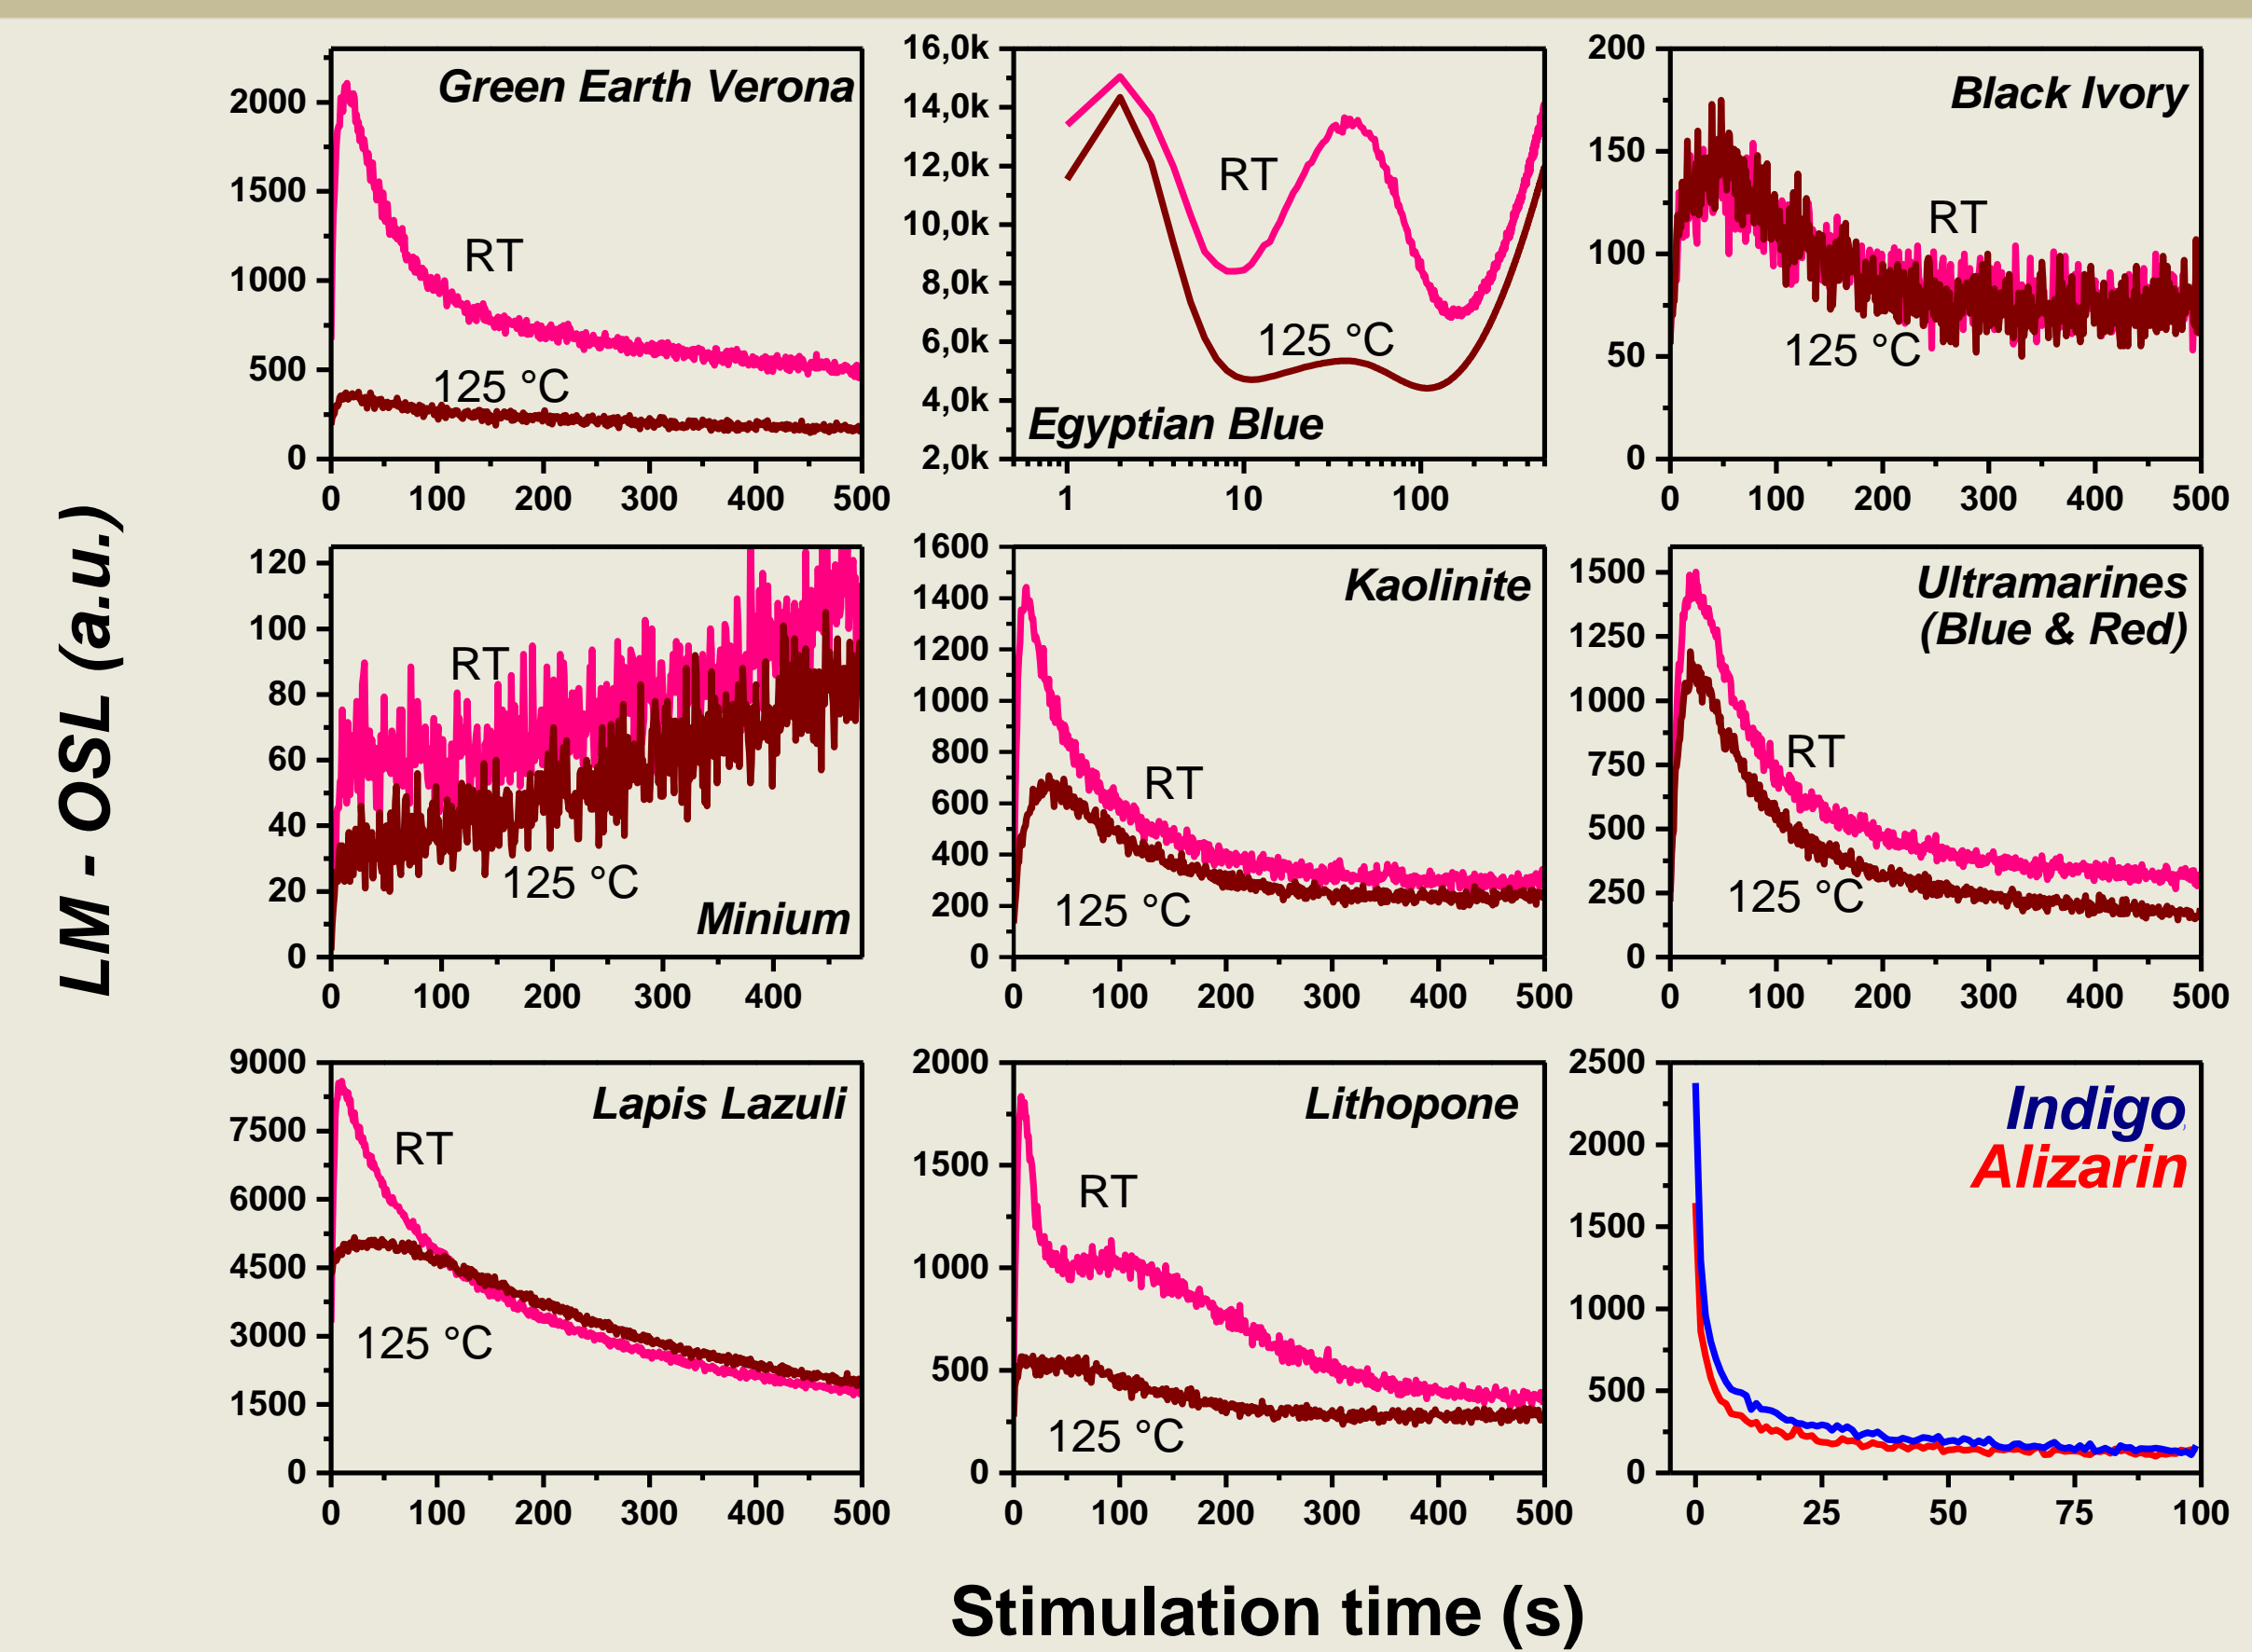 Green Earth Verona
2000
1500
1000
500
0
RT
125 °C
0 100 200 300 400 500
16,0k
14,0k
12,0k
10,0k
8,0k
6,0k
4,0k
2,0k
RT
125 °C
Egyptian Blue
1 10 100
200
150
100
50
0
Black Ivory
RT
125 °C
0 100 200 300 400 500
LM - OSL (a.u.)
120
100
80
60
40
20
0
RT
125 °C
Minium
0 100 200 300 400
1600
1400
1200
1000
800
600
400
200
0
Kaolinite
RT
125 °C
0 100 200 300 400 500
1500
1250
1000
750
500
250
0
Ultramarines
(Blue & Red)
RT
125 °C
0 100 200 300 400 500
9000
7500
6000
4500
3000
1500
0
Lapis Lazuli
RT
125 °C
0 100 200 300 400 500
2000
1500
1000
500
0
Lithopone
RT
125 °C
0 100 200 300 400 500
2500
2000
1500
1000
500
0
Indigo,
Alizarin
0 25 50 75 100
Stimulation time (s)